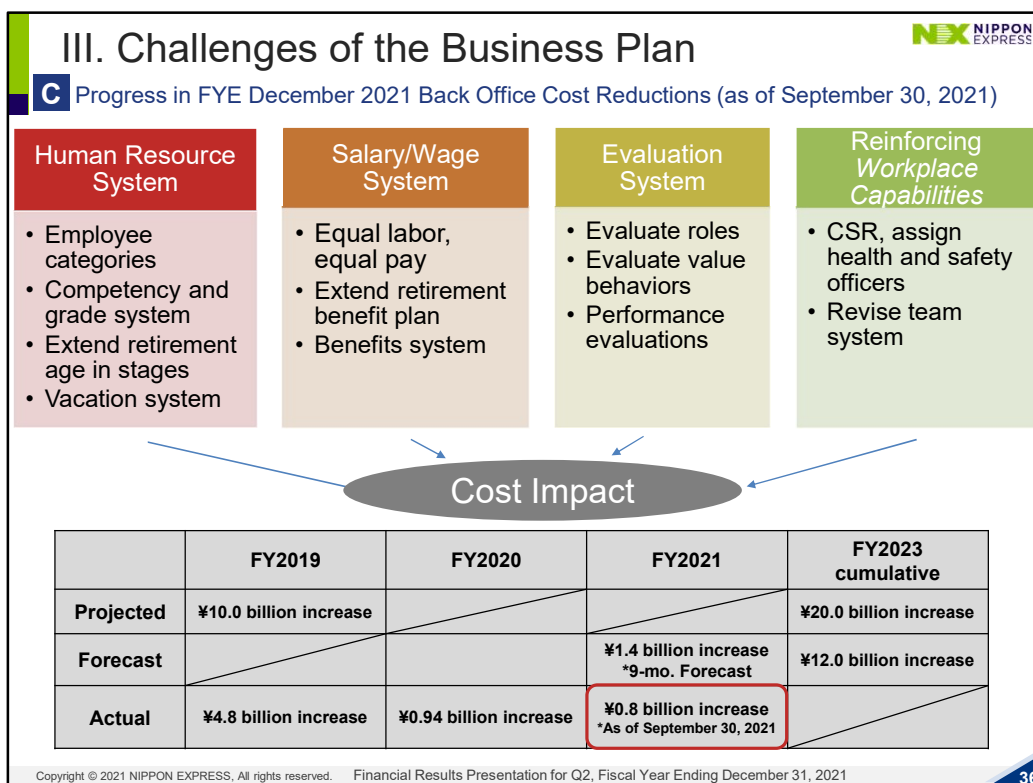 III. Challenges of the Business Plan
NX NIPPON
EXPRESS
C Progress in FYE December 2021 Back Office Cost Reductions (as of September 30, 2021)
Human Resource
System
• Employee
categories
• Competency and
grade system
• Extend retirement
age in stages
• Vacation system
Salary/Wage
System
• Equal labor,
equal pay
• Extend retirement
benefit plan
• Benefits system
Evaluation
System
• Evaluate roles
• Evaluate value
behaviors
• Performance
evaluations
Reinforcing
Workplace
Capabilities
• CSR, assign
health and safety
officers
• Revise team
system
Cost Impact
FY2019 FY2020 FY2021 FY2023
cumulative
Projected ¥10.0 billion increase ¥20.0 billion increase
Forecast ¥1.4 billion increase
*9-mo. Forecast ¥12.0 billion increase
Actual ¥4.8 billion increase ¥0.94 billion increase ¥0.8 billion increase
*As of September 30, 2021
Copyright © 2021 NIPPON EXPRESS, All rights reserved. Financial Results Presentation for Q2, Fiscal Year Ending December 31, 2021